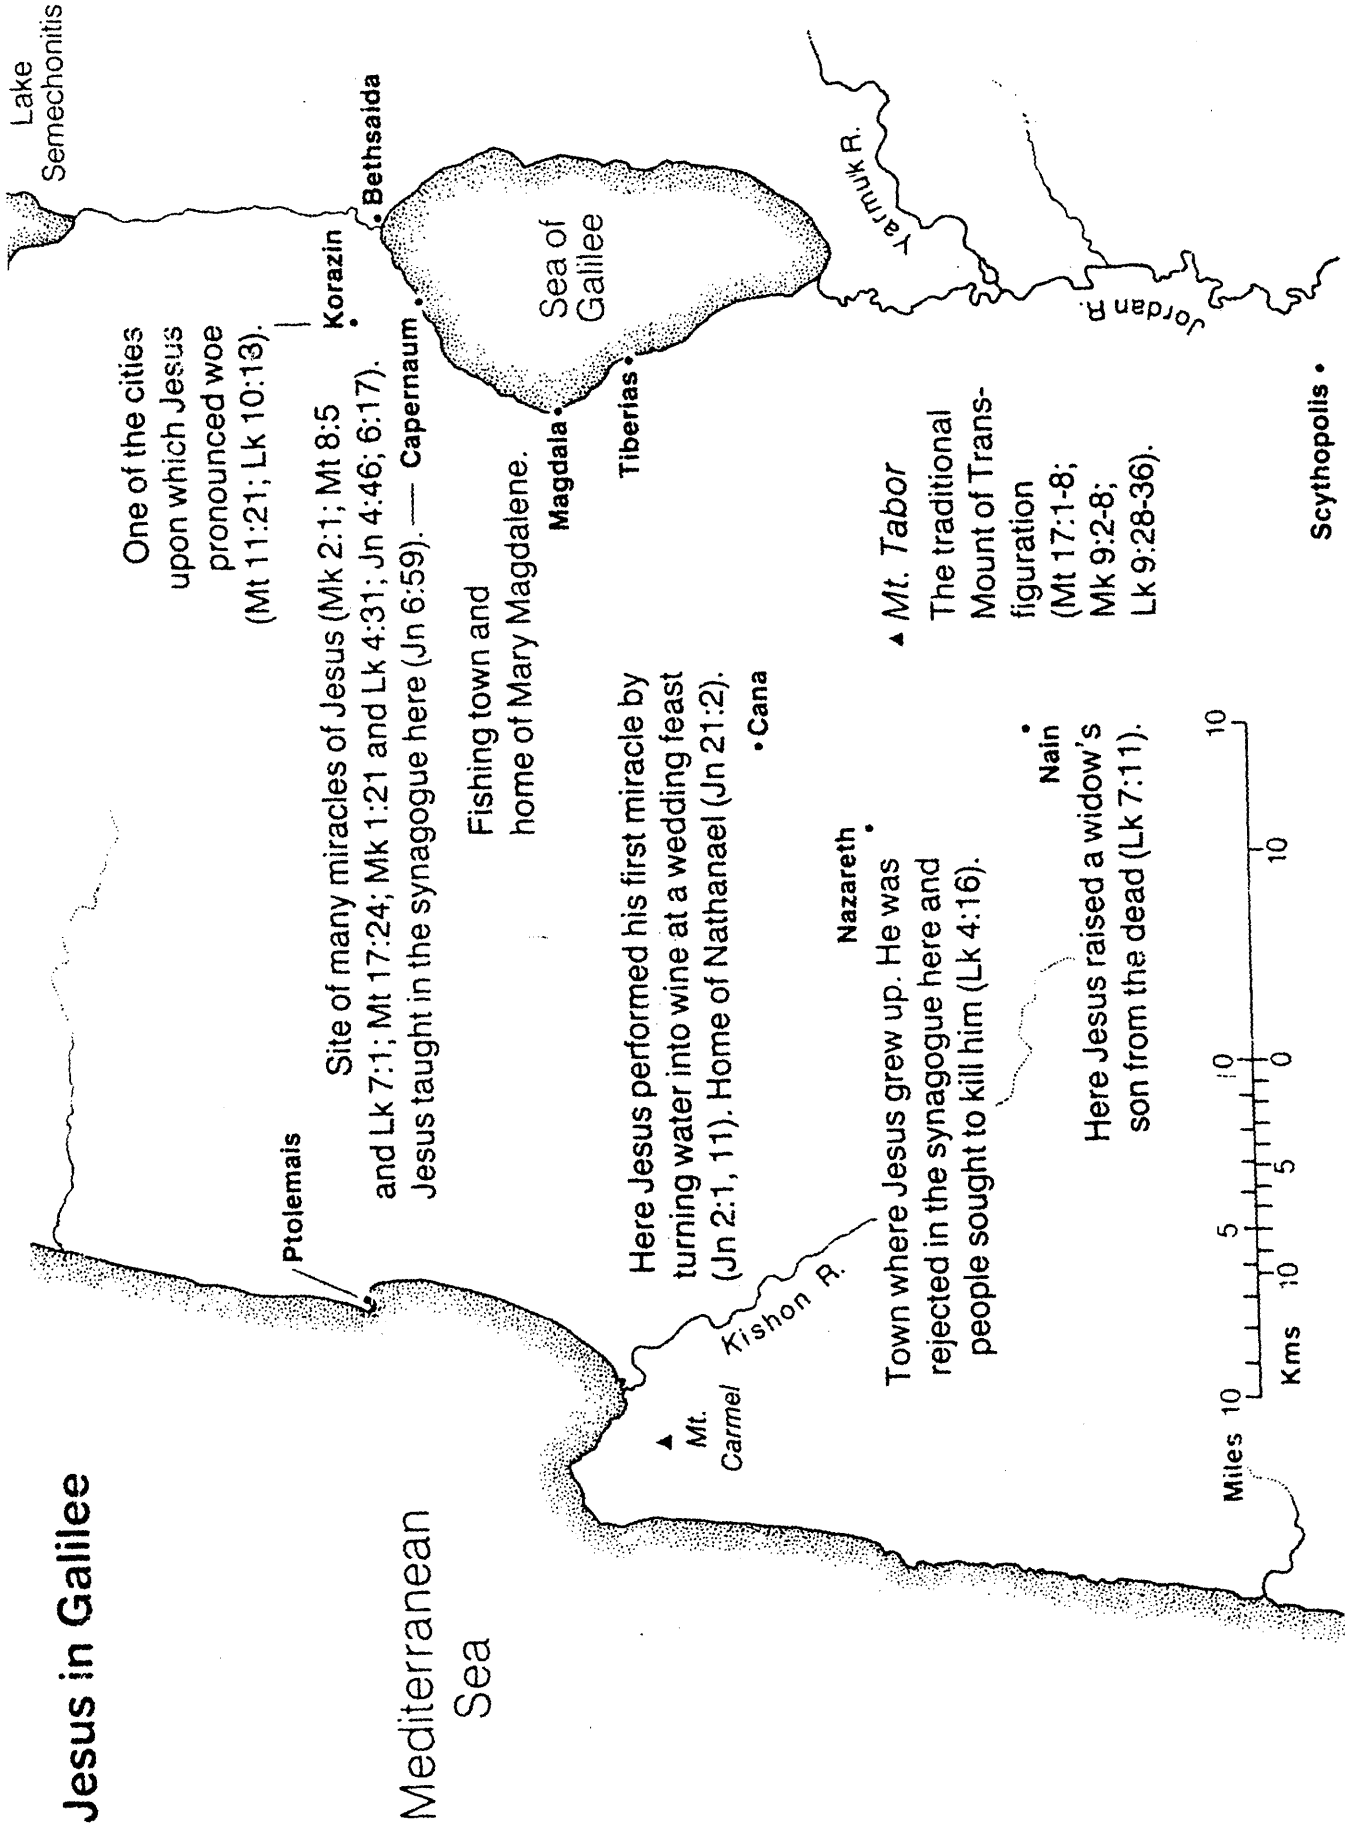 Jesus in Galilee
Lake
Semechonitis
One of the cities
upon which Jesus
pronounced woe
(Mt 11:21; Lk 10:13).
Ptolemais
Korazin
Bethsaida
Site of many miracles of Jesus (Mk 2:1; Mt 8:5
and Lk 7:1; Mt 17:24; Mk 1:21 and Lk 4:31; Jn 4:46; 6:17).
Jesus taught in the synagogue here (Jn 6:59). — Capernaum
Mediterranean
Sea
Fishing town and
home of Mary Magdalene.
Magdala
Sea of
Galilee
Tiberias
Here Jesus performed his first miracle by
turning water into wine at a wedding feast
(Jn 2:1, 11). Home of Nathanael (Jn 21:2).
Cana
Mt.
Carmel
Kishon R.
Nazareth
Town where Jesus grew up. He was
rejected in the synagogue here and
people sought to kill him (Lk 4:16).
Mt. Tabor
The traditional
Mount of Trans-
figuration
(Mt 17:1-8;
Mk 9:2-8;
Lk 9:28-36).
Yarmuk R.
Jordan R.
Nain
Here Jesus raised a widow's
son from the dead (Lk 7:11).
Miles 10 5 0 10
Kms 10 5 0 10
Scythopolis